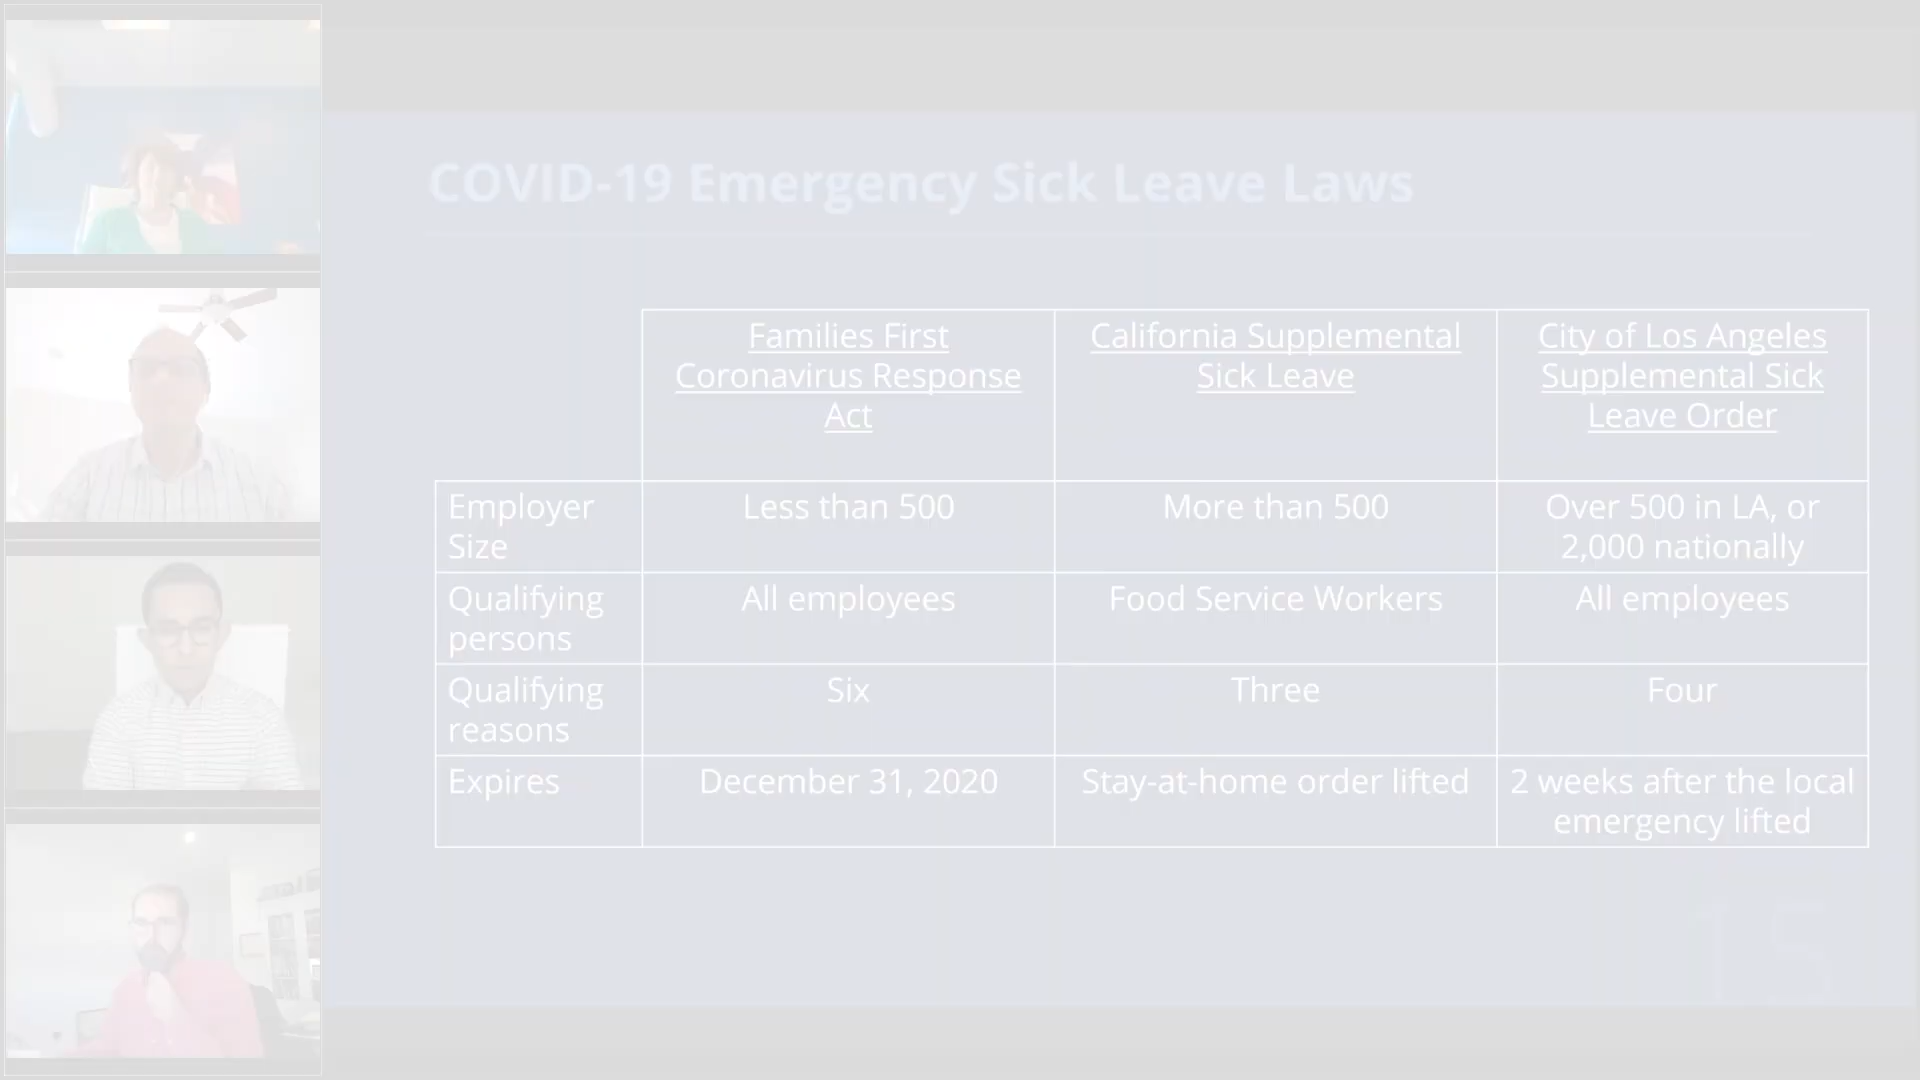 COVID-19 Emergency Sick Leave Laws
Families First
Coronavirus Response
Act
California Supplemental
Sick Leave
City of Los Angeles
Supplemental Sick
Leave Order
Employer
Size
Less than 500
More than 500
Over 500 in LA, or
2,000 nationally
Qualifying
persons
All employees
Food Service Workers
All employees
Qualifying
reasons
Six
Three
Four
Expires
December 31, 2020
Stay-at-home order lifted
2 weeks after the local
emergency lifted